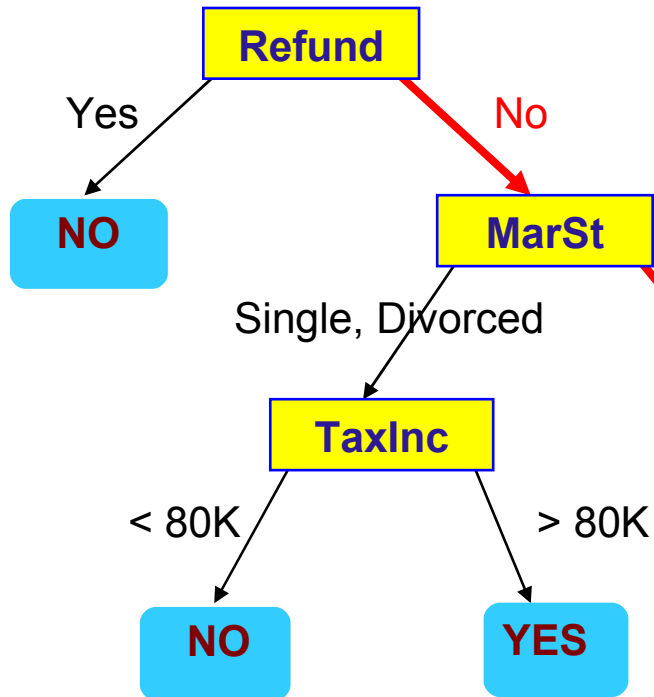 Refund
Yes
No
NO
MarSt
Single, Divorced
TaxInc
< 80K
> 80K
NO
YES